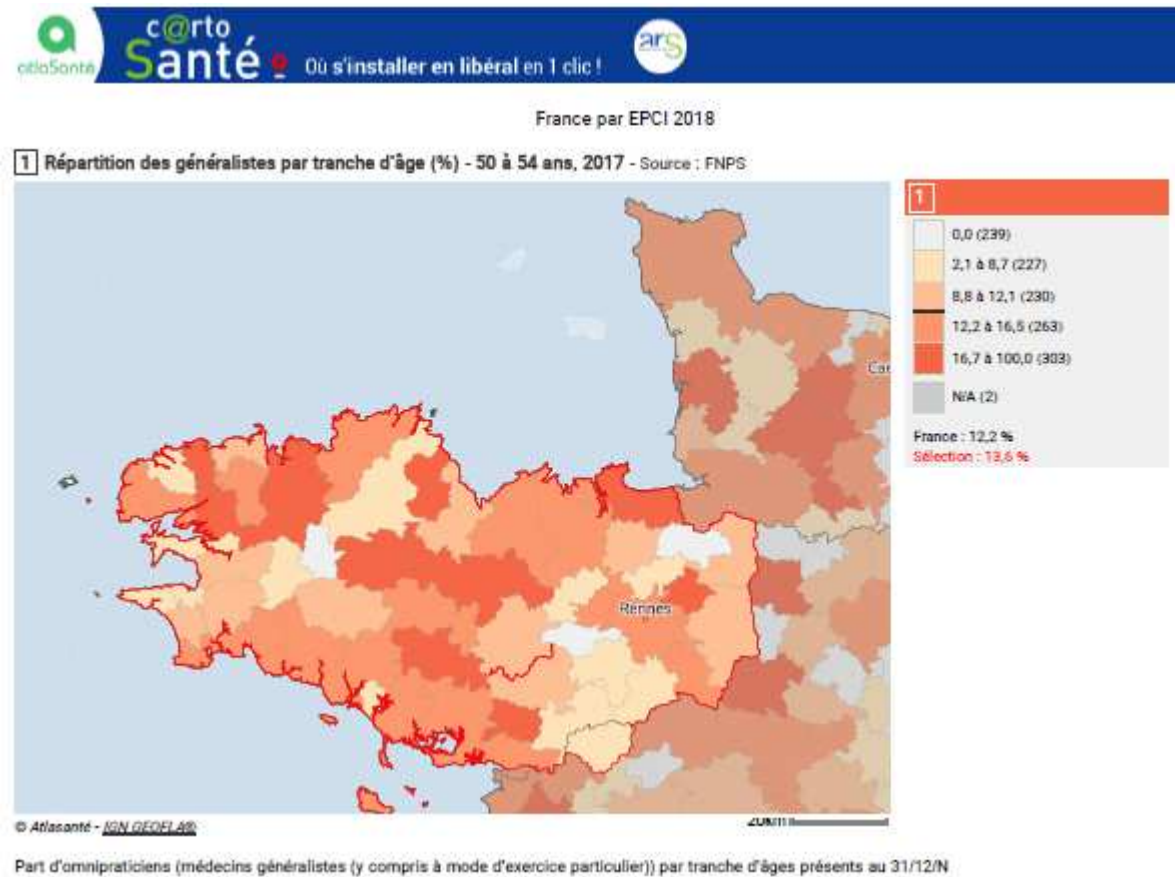 atlaSanté
c@rto
Santé
Où s'installer en libéral en 1 clic !
ars
France par EPCI 2018
1 Répartition des généralistes par tranche d'âge (%) - 50 à 54 ans, 2017 - Source : FNPS
1
0,0 (239)
2,1 à 8,7 (227)
8,8 à 12,1 (230)
12,2 à 16,5 (263)
16,7 à 100,0 (303)
N/A (2)
France : 12,2 %
Sélection : 13,6 %
Cae
Rennes
20km
© Atlasanté - IGN GEOFLA®
Part d'omnipraticiens (médecins généralistes (y compris à mode d'exercice particulier)) par tranche d'âges présents au 31/12/N